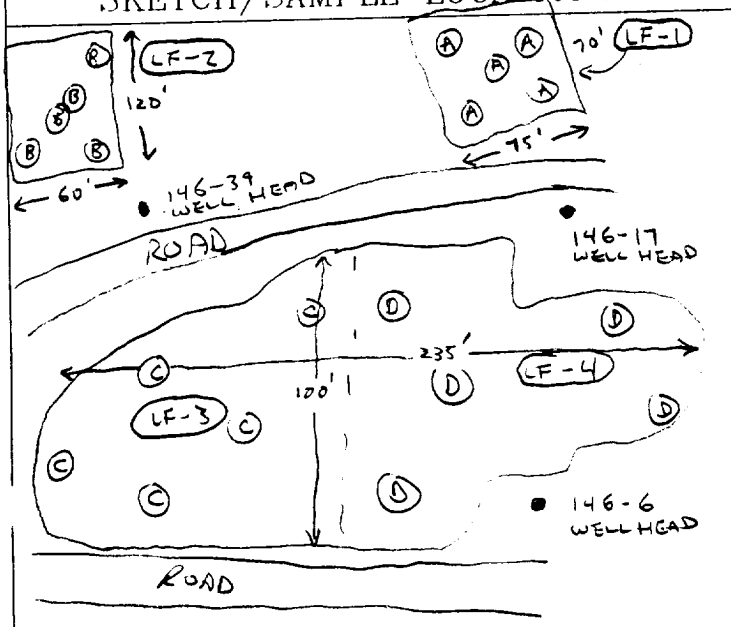 SKETCH/SAMPLE
LF-2
120'
60'
B
B
B
B
B
LF-1
70'
75'
A
A
A
A
A
146-39
WELL HEAD
ROAD
146-17
WELL HEAD
C
D
D
235'
LF-4
C
100'
D
LF-3
C
D
C
C
D
146-6
WELL HEAD
ROAD